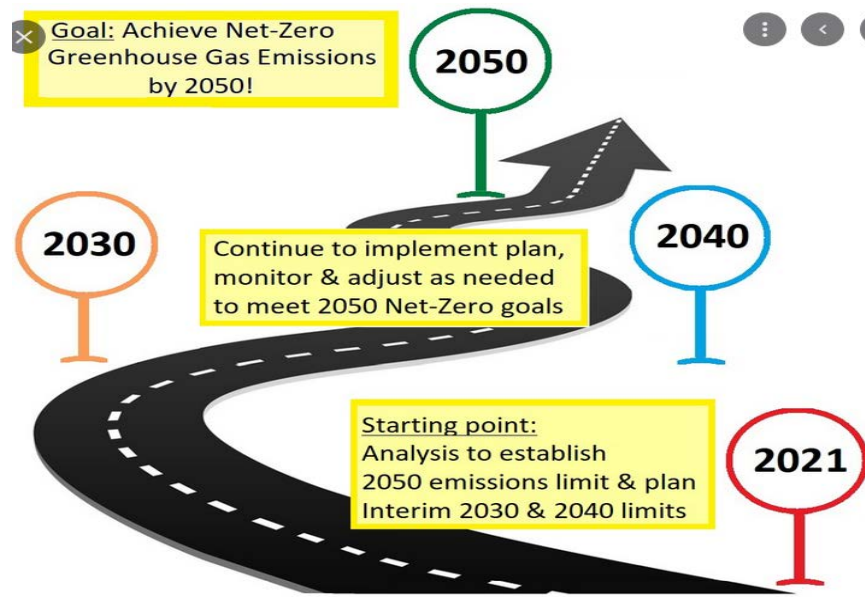 Goal: Achieve Net-Zero
Greenhouse Gas Emissions
by 2050!
2050
2030
Continue to implement plan,
monitor & adjust as needed
to meet 2050 Net-Zero goals
2040
Starting point:
Analysis to establish
2050 emissions limit & plan
Interim 2030 & 2040 limits
2021